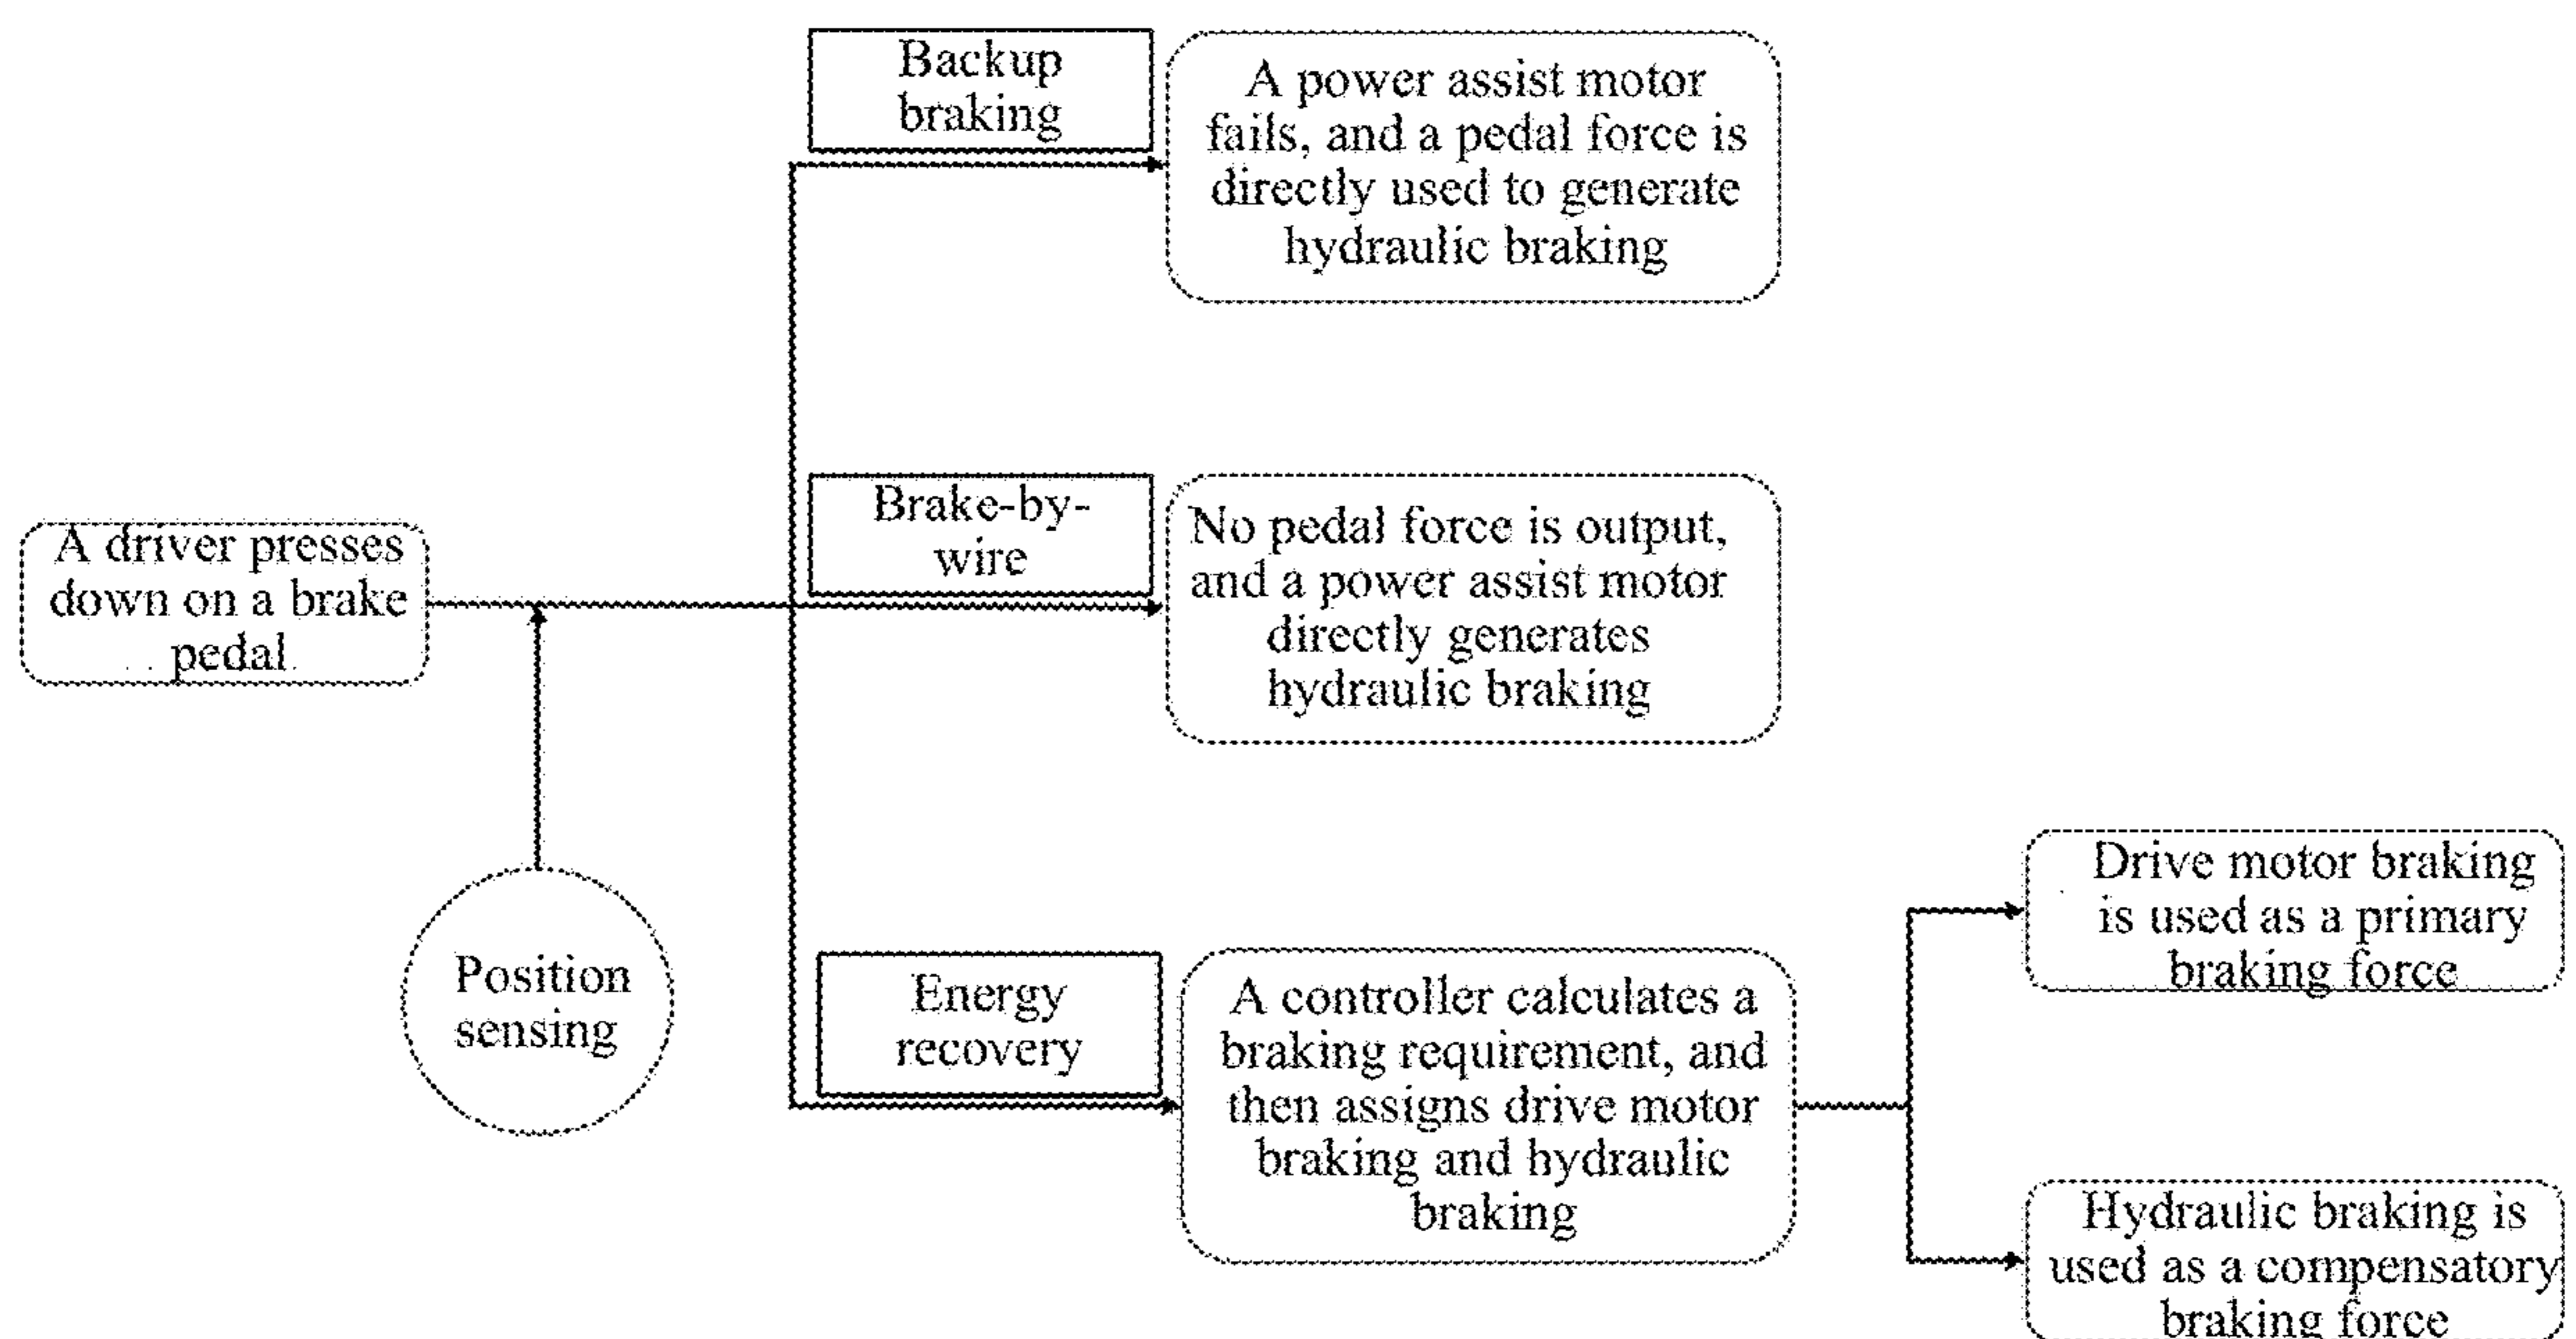 Backup
braking
A power assist motor
fails, and a pedal force is
directly used to generate
hydraulic braking
Brake-by-
wire
No pedal force is output,
and a power assist motor
directly generates
hydraulic braking
A driver presses
down on a brake
pedal
Position
sensing
Energy
recovery
A controller calculates a
braking requirement, and
then assigns drive motor
braking and hydraulic
braking
Drive motor braking
is used as a primary
braking force
Hydraulic braking is
used as a compensatory
braking force